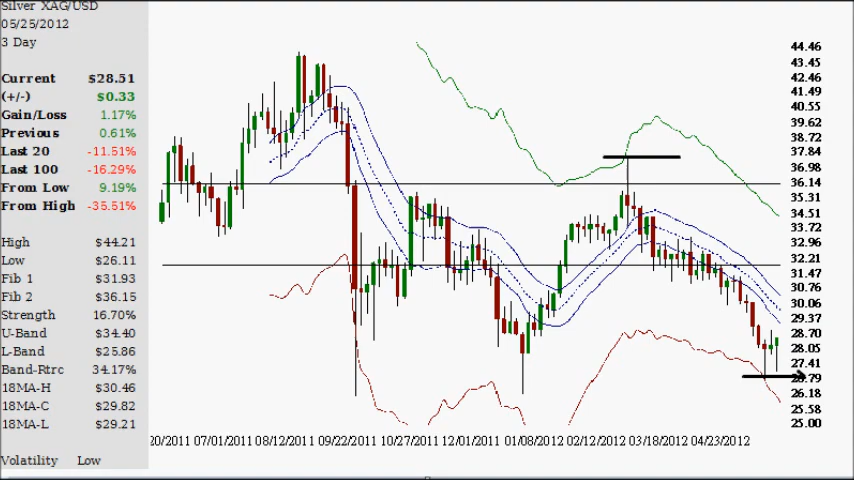 Silver XAG/USD
05/25/2012
3 Day
Current $28.51
(+/-) $0.33
Gain/Loss 1.17%
Previous 0.61%
Last 20 -11.51%
Last 100 -16.29%
From Low 9.19%
From High -35.51%
High $44.21
Low $26.11
Fib 1 $31.93
Fib 2 $36.15
Strength 16.70%
U-Band $34.40
L-Band $25.86
Band-Rtrc 34.17%
18MA-H $30.46
18MA-C $29.82
18MA-L $29.21
Volatility Low
44.46
43.45
42.46
41.49
40.55
39.62
38.72
37.84
36.98
36.14
35.31
34.51
33.72
32.96
32.21
31.47
30.76
30.06
29.37
28.70
28.05
27.41
26.79
26.18
25.58
25.00
20/2011 07/01/2011 08/12/2011 09/22/2011 10/27/2011 12/01/2011 01/08/2012 02/12/2012 03/18/2012 04/23/2012